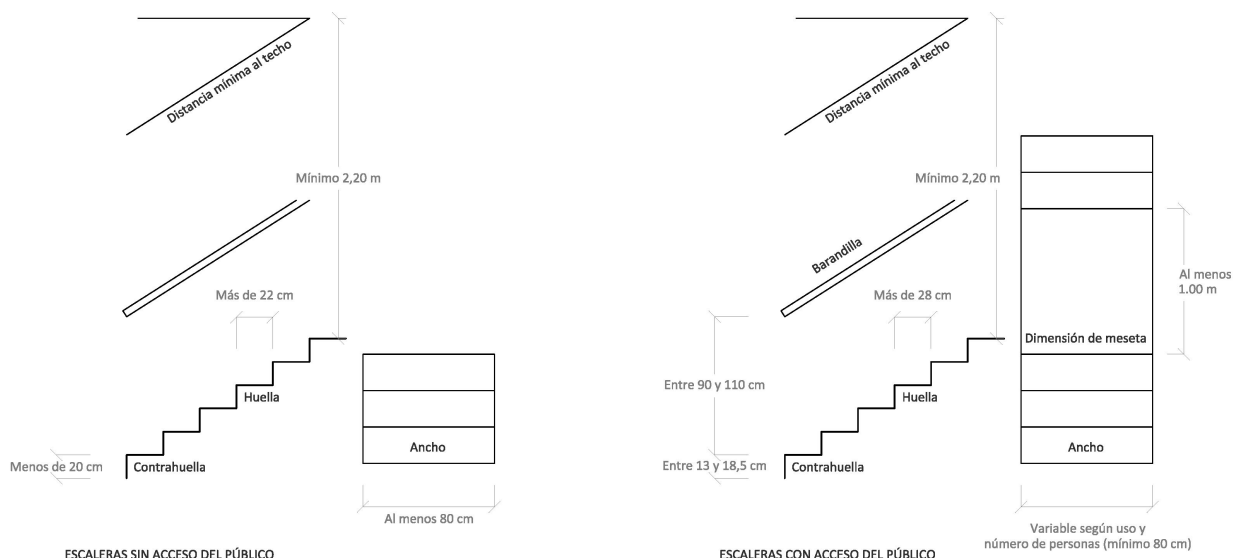 Distancia mínima al techo
Mínimo 2,20 m
Más de 22 cm
Huella
Menos de 20 cm
Contrahuella
Ancho
Al menos 80 cm
ESCALERAS SIN ACCESO DEL PÚBLICO
Distancia mínima al techo
Mínimo 2,20 m
Barandilla
Más de 28 cm
Al menos
1.00 m
Dimensión de meseta
Entre 90 y 110 cm
Huella
Ancho
Entre 13 y 18,5 cm
Contrahuella
Variable según uso y
número de personas (mínimo 80 cm)
ESCALERAS CON ACCESO DEL PÚBLICO